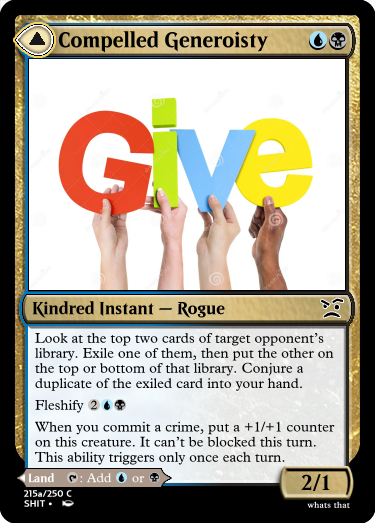 Compelled Generoisty
Give
Kindred Instant — Rogue
Look at the top two cards of target opponent's
library. Exile one of them, then put the other on
the top or bottom of that library. Conjure a
duplicate of the exiled card into your hand.
Fleshify 2
When you commit a crime, put a +1/+1 counter
on this creature. It can't be blocked this turn.
This ability triggers only once each turn.
Land : Add or
2/1
215a/250 C
SHIT •
whats that